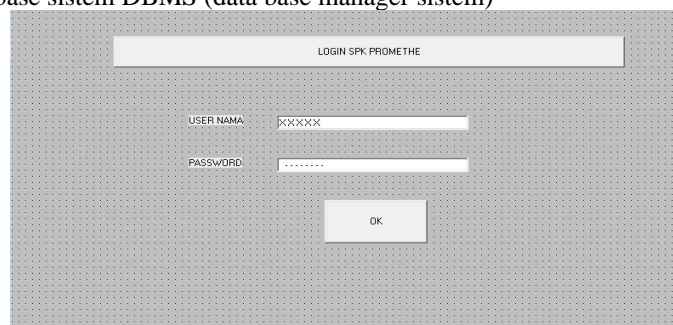 base sistem DBMS (data base manager sistem)
LOGIN SPK PROMETHE
USER NAMA XXXXX
PASSWORD ........
OK